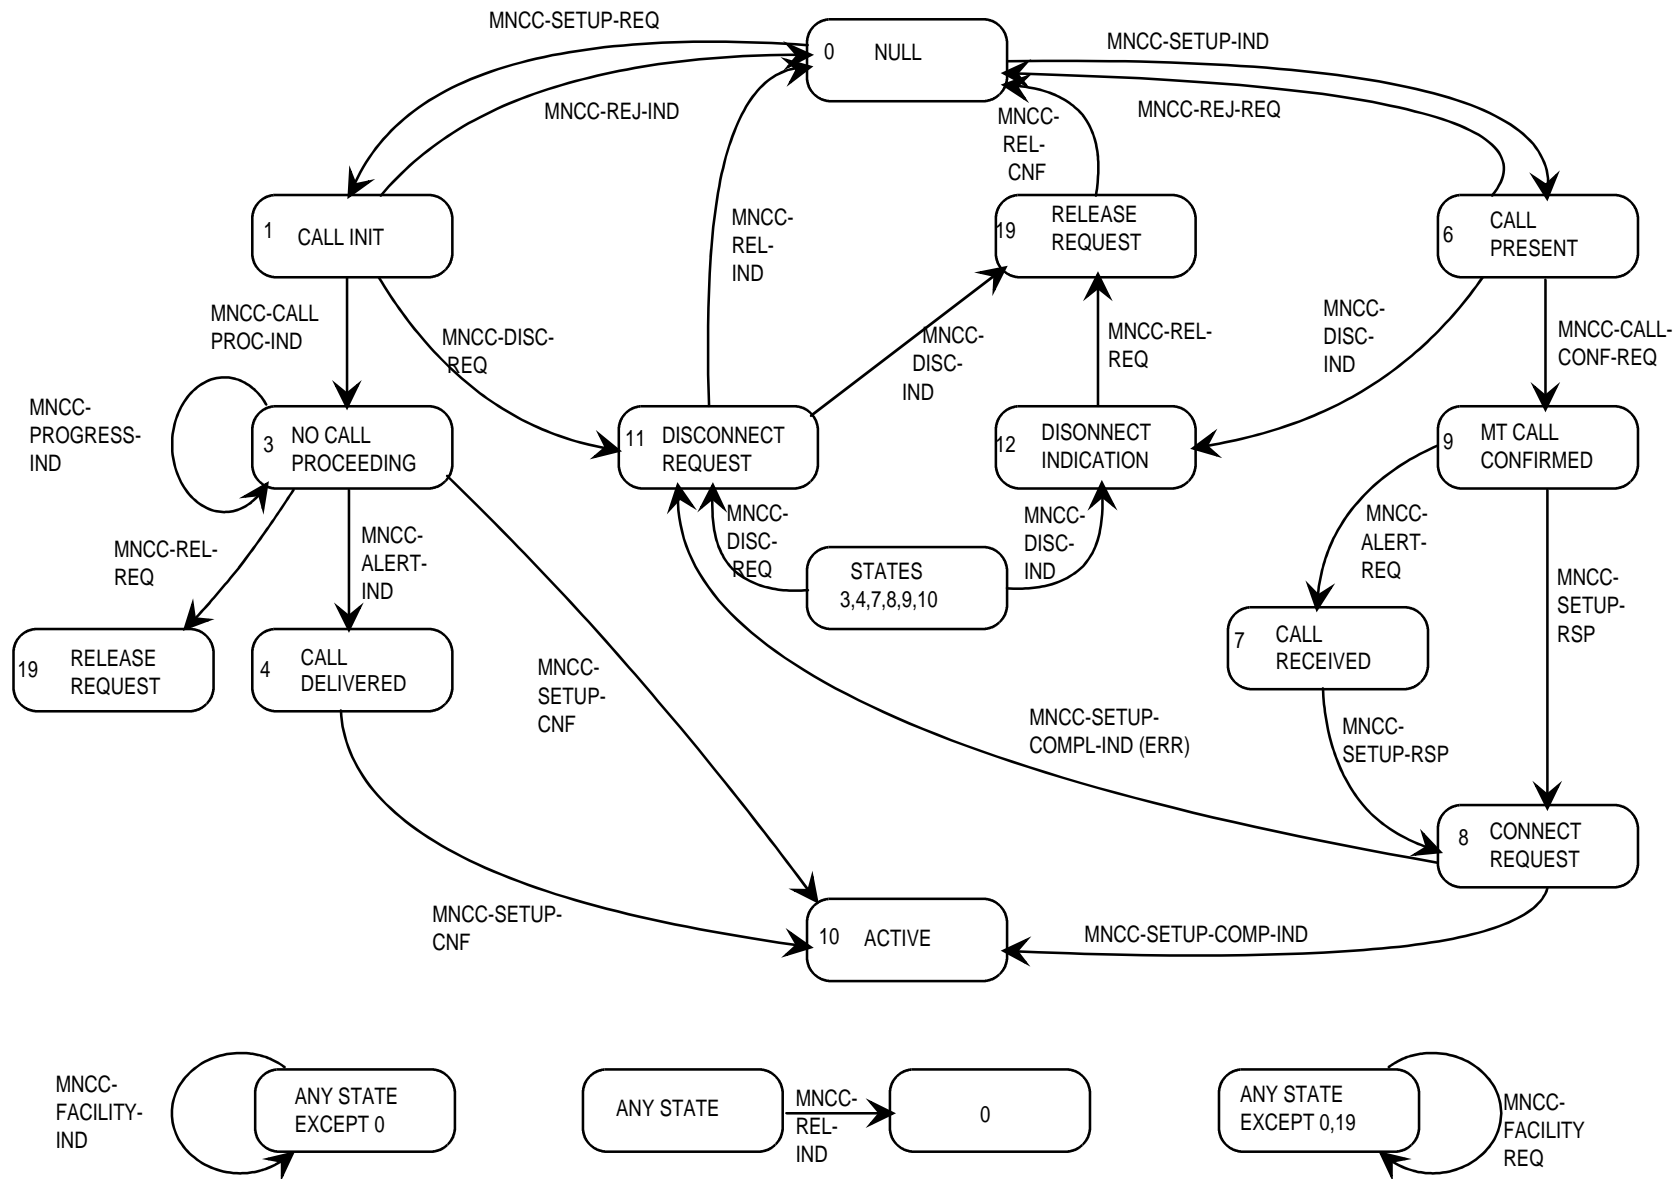 MNCC-SETUP-REQ
0 NULL
MNCC-SETUP-IND
MNCC-REJ-IND
MNCC-
REL-
CNF
MNCC-REJ-REQ
1 CALL INIT
MNCC-
REL-
IND
19 RELEASE
REQUEST
6 CALL
PRESENT
MNCC-CALL
PROC-IND
MNCC-DISC-
REQ
MNCC-
DISC-
IND
MNCC-REL-
REQ
MNCC-
DISC-
IND
MNCC-CALL-
CONF-REQ
MNCC-
PROGRESS-
IND
3 NO CALL
PROCEEDING
11 DISCONNECT
REQUEST
12 DISONNECT
INDICATION
9 MT CALL
CONFIRMED
MNCC-REL-
REQ
MNCC-
ALERT-
IND
MNCC-
DISC-
REQ
STATES
3,4,7,8,9,10
MNCC-
DISC-
IND
MNCC-
ALERT-
REQ
MNCC-
SETUP-
RSP
19 RELEASE
REQUEST
4 CALL
DELIVERED
MNCC-
SETUP-
CNF
7 CALL
RECEIVED
MNCC-SETUP-
COMPL-IND (ERR)
MNCC-
SETUP-RSP
8 CONNECT
REQUEST
MNCC-SETUP-
CNF
10 ACTIVE
MNCC-SETUP-COMP-IND
MNCC-
FACILITY-
IND
ANY STATE
EXCEPT 0
ANY STATE
MNCC-
REL-
IND
0
ANY STATE
EXCEPT 0,19
MNCC-
FACILITY
REQ